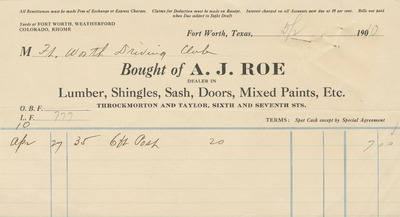 All Remittances must be made Free of Exchange or Express Charges. Claims for Deduction must be made on Receipt. Interest charged on all Accounts past due at 10 per cent. Bills not paid when due subject to Sight Draft
Yards at FORT WORTH, WEATHERFORD
COLORADO, RHOME
Fort Worth, Texas, 190
M Ft. Worth Driving Club
Bought of A. J. ROE
DEALER IN
Lumber, Shingles, Sash, Doors, Mixed Paints, Etc.
THROCKMORTON AND TAYLOR, SIXTH AND SEVENTH STS.
O. B. F.
L. F. 777
TERMS: Spot Cash except by Special Agreement
10
Apr 27 35 6ft Post 20 7 00